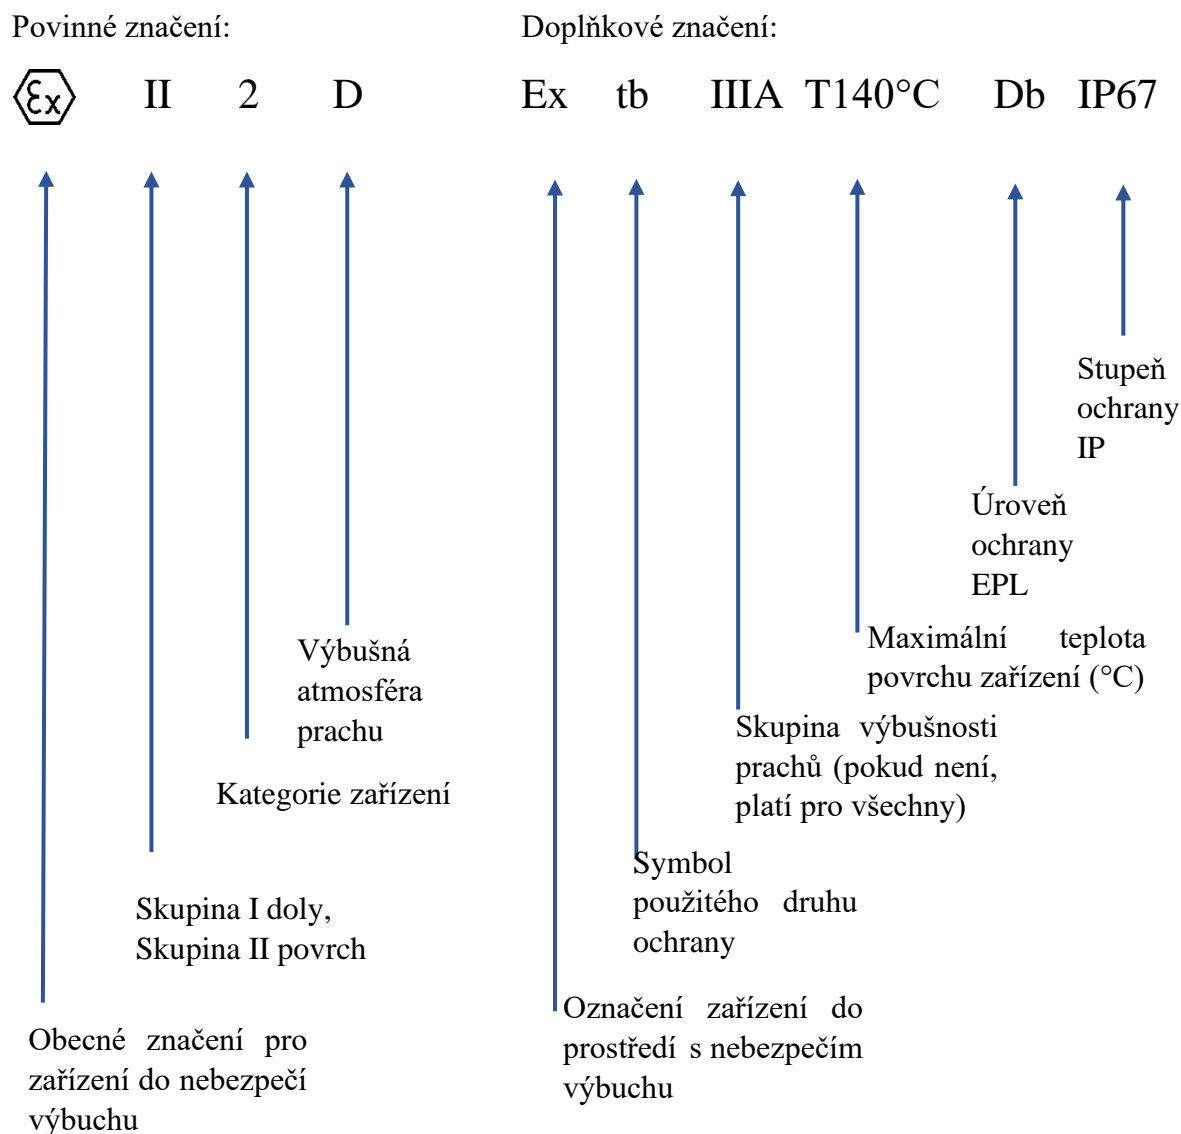 Povinné značení:
Doplňkové značení:
Ex II 2 D
Ex tb IIIA T140°C Db IP67
Stupeň
ochrany
IP
Úroveň
ochrany
EPL
Výbušná
atmosféra
prachu
Maximální teplota
povrchu zařízení (°C)
Skupina výbušnosti
prachů (pokud není,
platí pro všechny)
Kategorie zařízení
Symbol
použitého druhu
ochrany
Skupina I doly,
Skupina II povrch
Označení zařízení do
prostředí s nebezpečím
výbuchu
Obecné značení pro
zařízení do nebezpečí
výbuchu